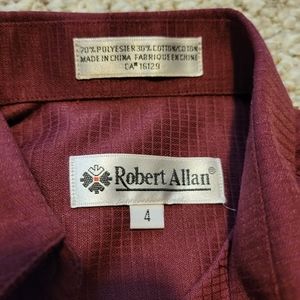 70% POLYESTER 30% COTTON/COTON
MADE IN CHINA FABRIQUE EN CHINE
CA# 16129
Robert Allan®
4